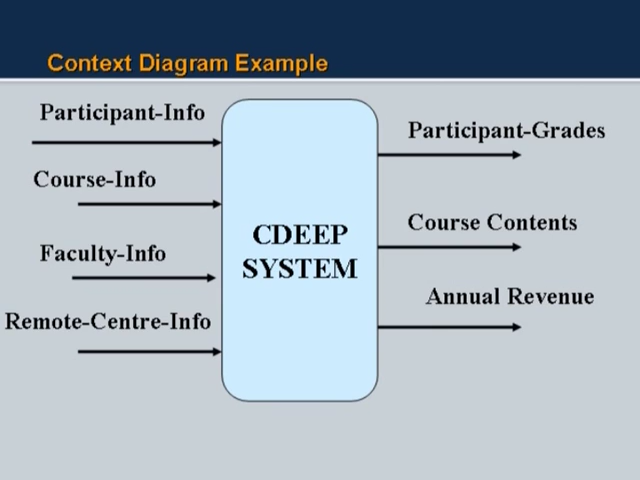 Context Diagram Example
Participant-Info
Participant-Grades
Course-Info
Course Contents
Faculty-Info
CDEEP
SYSTEM
Annual Revenue
Remote-Centre-Info